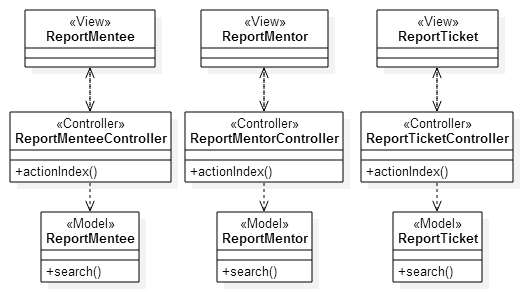 «View»
ReportMentee
«View»
ReportMentor
«View»
ReportTicket
«Controller»
ReportMenteeController
+actionIndex()
«Controller»
ReportMentorController
+actionIndex()
«Controller»
ReportTicketController
+actionIndex()
«Model»
ReportMentee
+search()
«Model»
ReportMentor
+search()
«Model»
ReportTicket
+search()